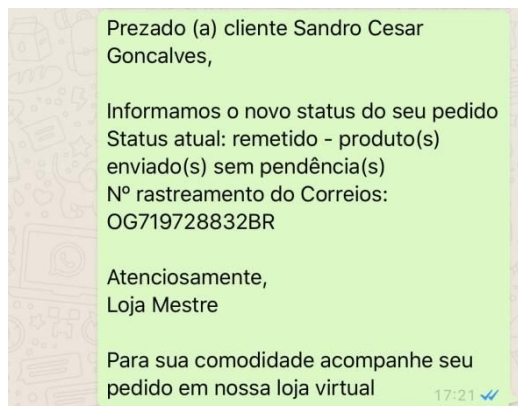 Prezado (a) cliente Sandro Cesar
Goncalves,
Informamos o novo status do seu pedido
Status atual: remetido - produto(s)
enviado(s) sem pendência(s)
Nº rastreamento do Correios:
OG719728832BR
Atenciosamente,
Loja Mestre
Para sua comodidade acompanhe seu
pedido em nossa loja virtual
17:21